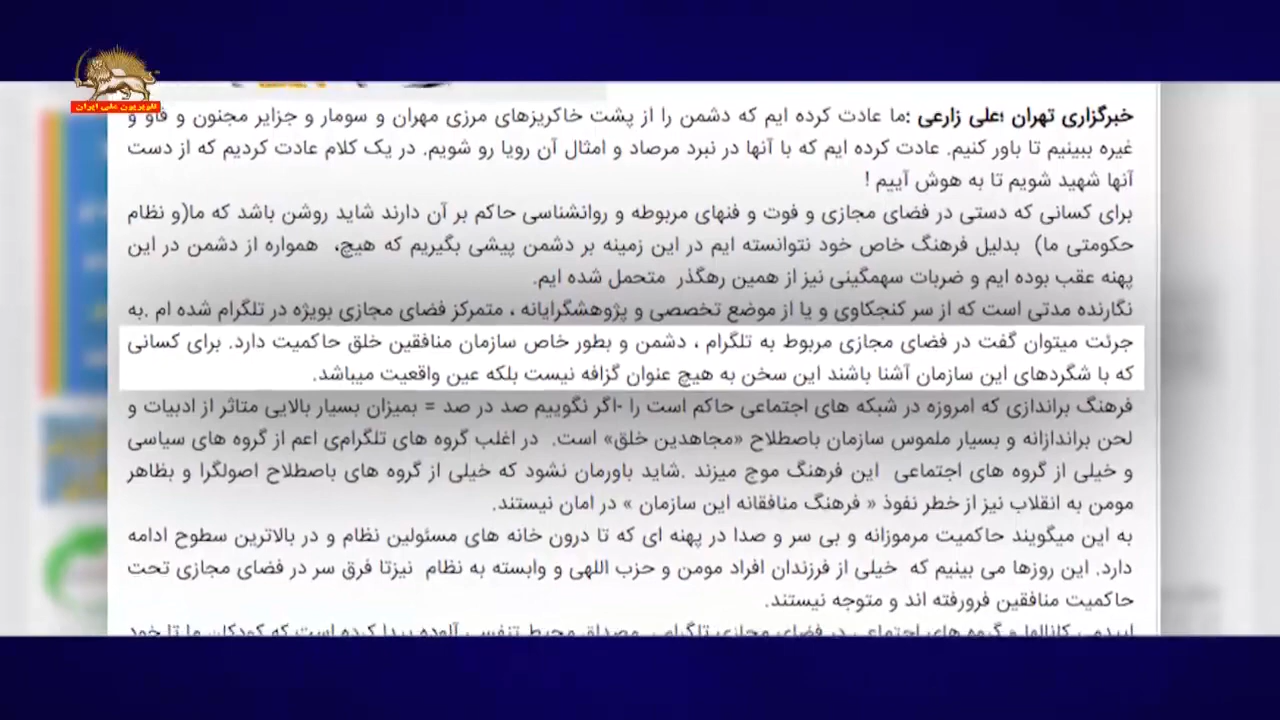 تلویزیون ملی ایران
خبرگزاری تهران ؛علی زارعی :ما عادت کرده ایم که دشمن را از پشت خاکریزهای مرزی مهران و سومار و جزایر مجنون و فاو و
غیره ببینیم تا باور کنیم. عادت کرده ایم که با آنها در نبرد مرصاد و امثال آن رویا رو شویم. در یک کلام عادت کردیم که از دست
آنها شهید شویم تا به هوش آییم !
برای کسانی که دستی در فضای مجازی و فوت و فنهای مربوطه و روانشناسی حاکم بر آن دارند شاید روشن باشد که ما(و نظام
حکومتی ما) بدلیل فرهنگ خاص خود نتوانسته ایم در این زمینه بر دشمن پیشی بگیریم که هیچ، همواره از دشمن در این
پهنه عقب بوده ایم و ضربات سهمگینی نیز از همین رهگذر متحمل شده ایم.
نگارنده مدتی است که از سر کنجکاوی و یا از موضع تخصصی و پژوهشگرایانه ، متمرکز فضای مجازی بویژه در تلگرام شده ام .به
جرئت میتوان گفت در فضای مجازی مربوط به تلگرام ، دشمن و بطور خاص سازمان منافقین خلق حاکمیت دارد. برای کسانی
که با شگردهای این سازمان آشنا باشند این سخن به هیچ عنوان گزافه نیست بلکه عین واقعیت میباشد.
فرهنگ براندازی که امروزه در شبکه های اجتماعی حاکم است را -اگر نگوییم صد در صد = بمیزان بسیار بالایی متاثر از ادبیات و
لحن براندازانه و بسیار ملموس سازمان باصطلاح «مجاهدین خلق» است. در اغلب گروه های تلگرام‌ی اعم از گروه های سیاسی
و خیلی از گروه های اجتماعی این فرهنگ موج میزند .شاید باورمان نشود که خیلی از گروه های باصطلاح اصولگرا و بظاهر
مومن به انقلاب نیز از خطر نفوذ « فرهنگ منافقانه این سازمان » در امان نیستند.
به این میگویند حاکمیت مرموزانه و بی سر و صدا در پهنه ای که تا درون خانه های مسئولین نظام و در بالاترین سطوح ادامه
دارد. این روزها می بینیم که خیلی از فرزندان افراد مومن و حزب اللهی و وابسته به نظام نیزتا فرق سر در فضای مجازی تحت
حاکمیت منافقین فرورفته اند و متوجه نیستند.